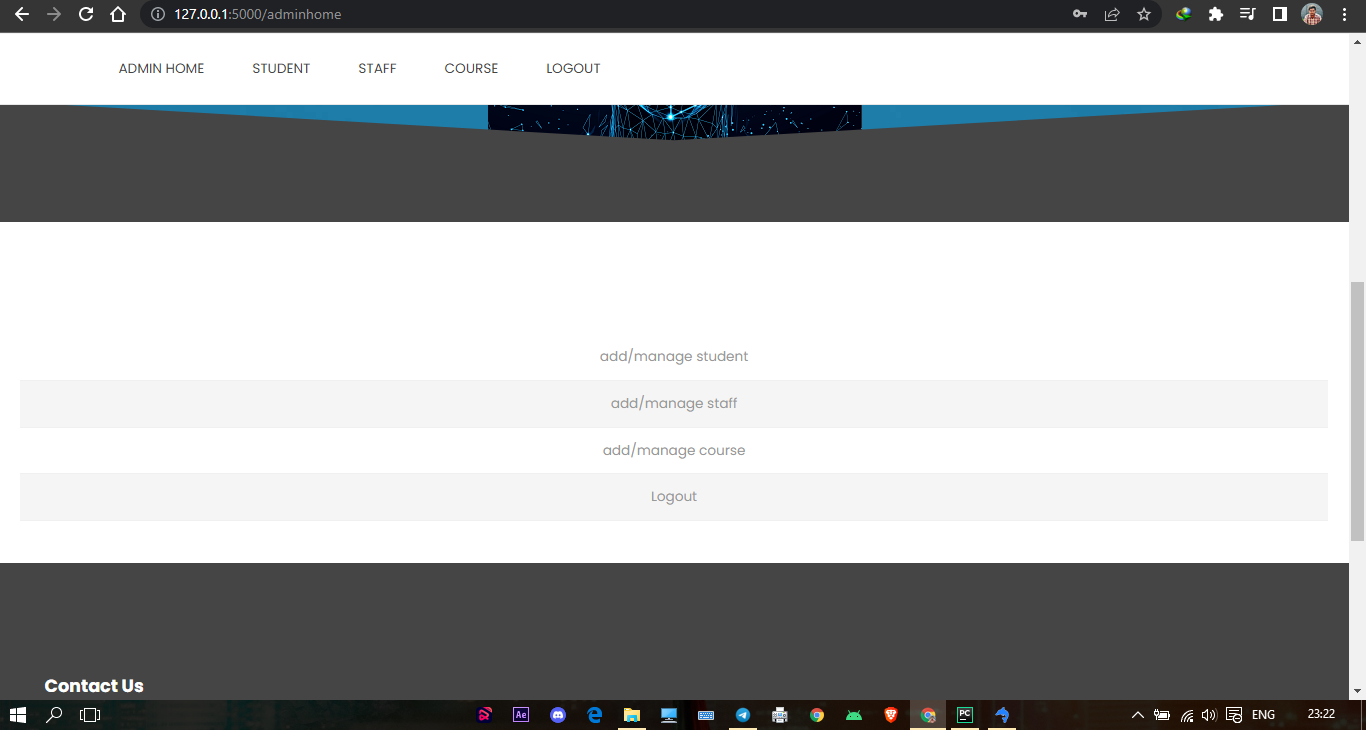 127.0.0.1:5000/adminhome
ADMIN HOME STUDENT STAFF COURSE LOGOUT
add/manage student
add/manage staff
add/manage course
Logout
Contact Us
Ae PC ENG 23:22